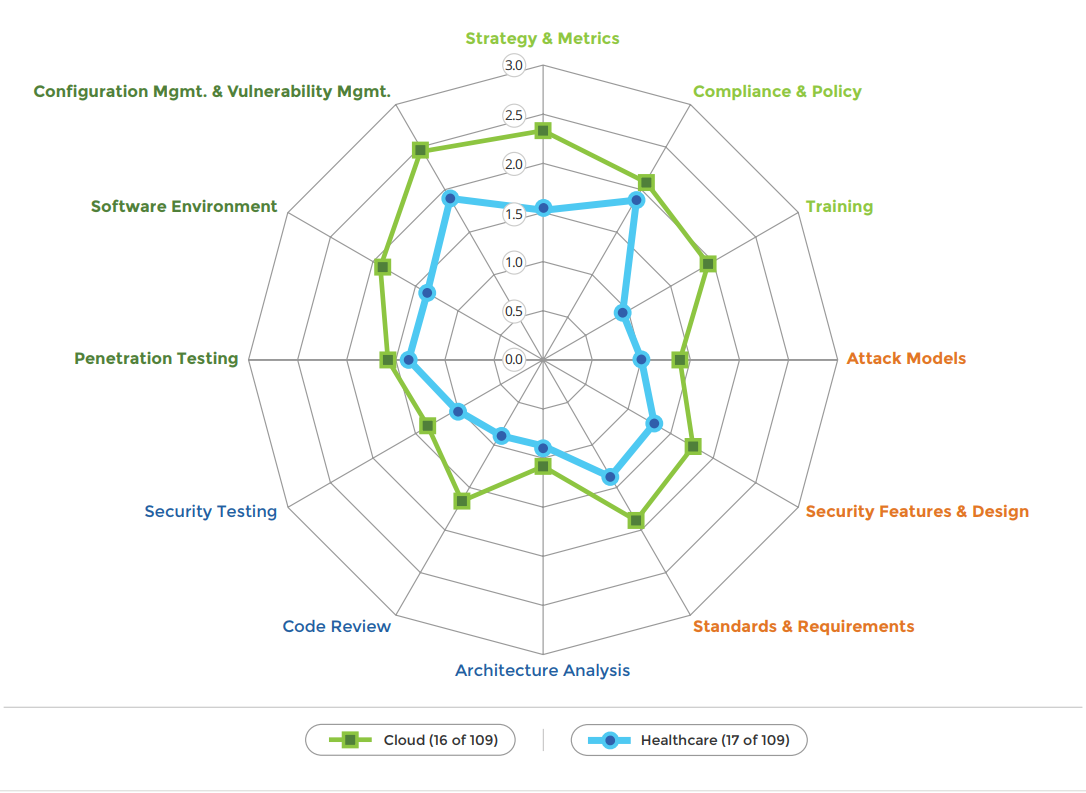 Strategy & Metrics
3.0
Configuration Mgmt. & Vulnerability Mgmt.
Compliance & Policy
2.5
2.0
Software Environment
Training
1.5
1.0
0.5
Penetration Testing
0.0
Attack Models
Security Testing
Security Features & Design
Code Review
Standards & Requirements
Architecture Analysis
Cloud (16 of 109)
Healthcare (17 of 109)